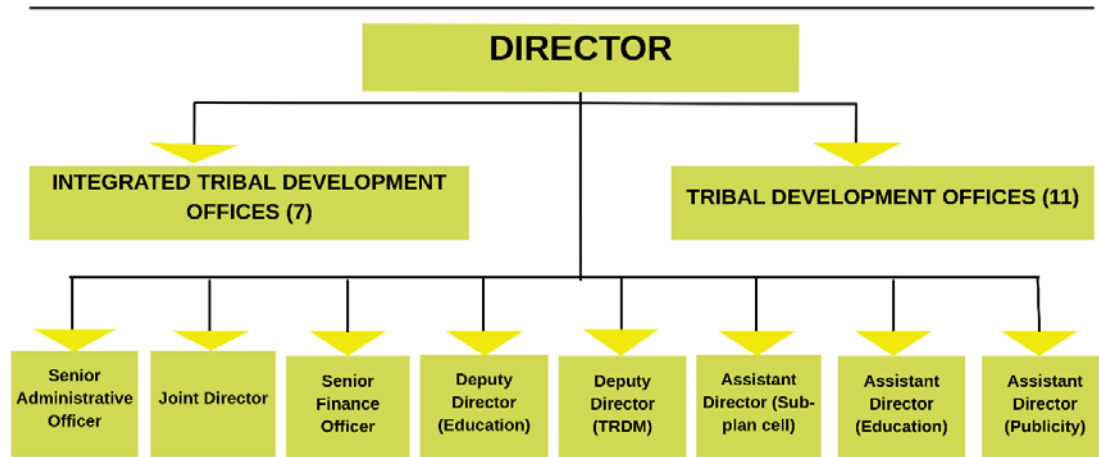 DIRECTOR
INTEGRATED TRIBAL DEVELOPMENT
OFFICES (7)
TRIBAL DEVELOPMENT OFFICES (11)
Senior
Administrative
Officer
Joint Director
Senior
Finance
Officer
Deputy
Director
(Education)
Deputy
Director
(TRDM)
Assistant
Director (Sub-
plan cell)
Assistant
Director
(Education)
Assistant
Director
(Publicity)